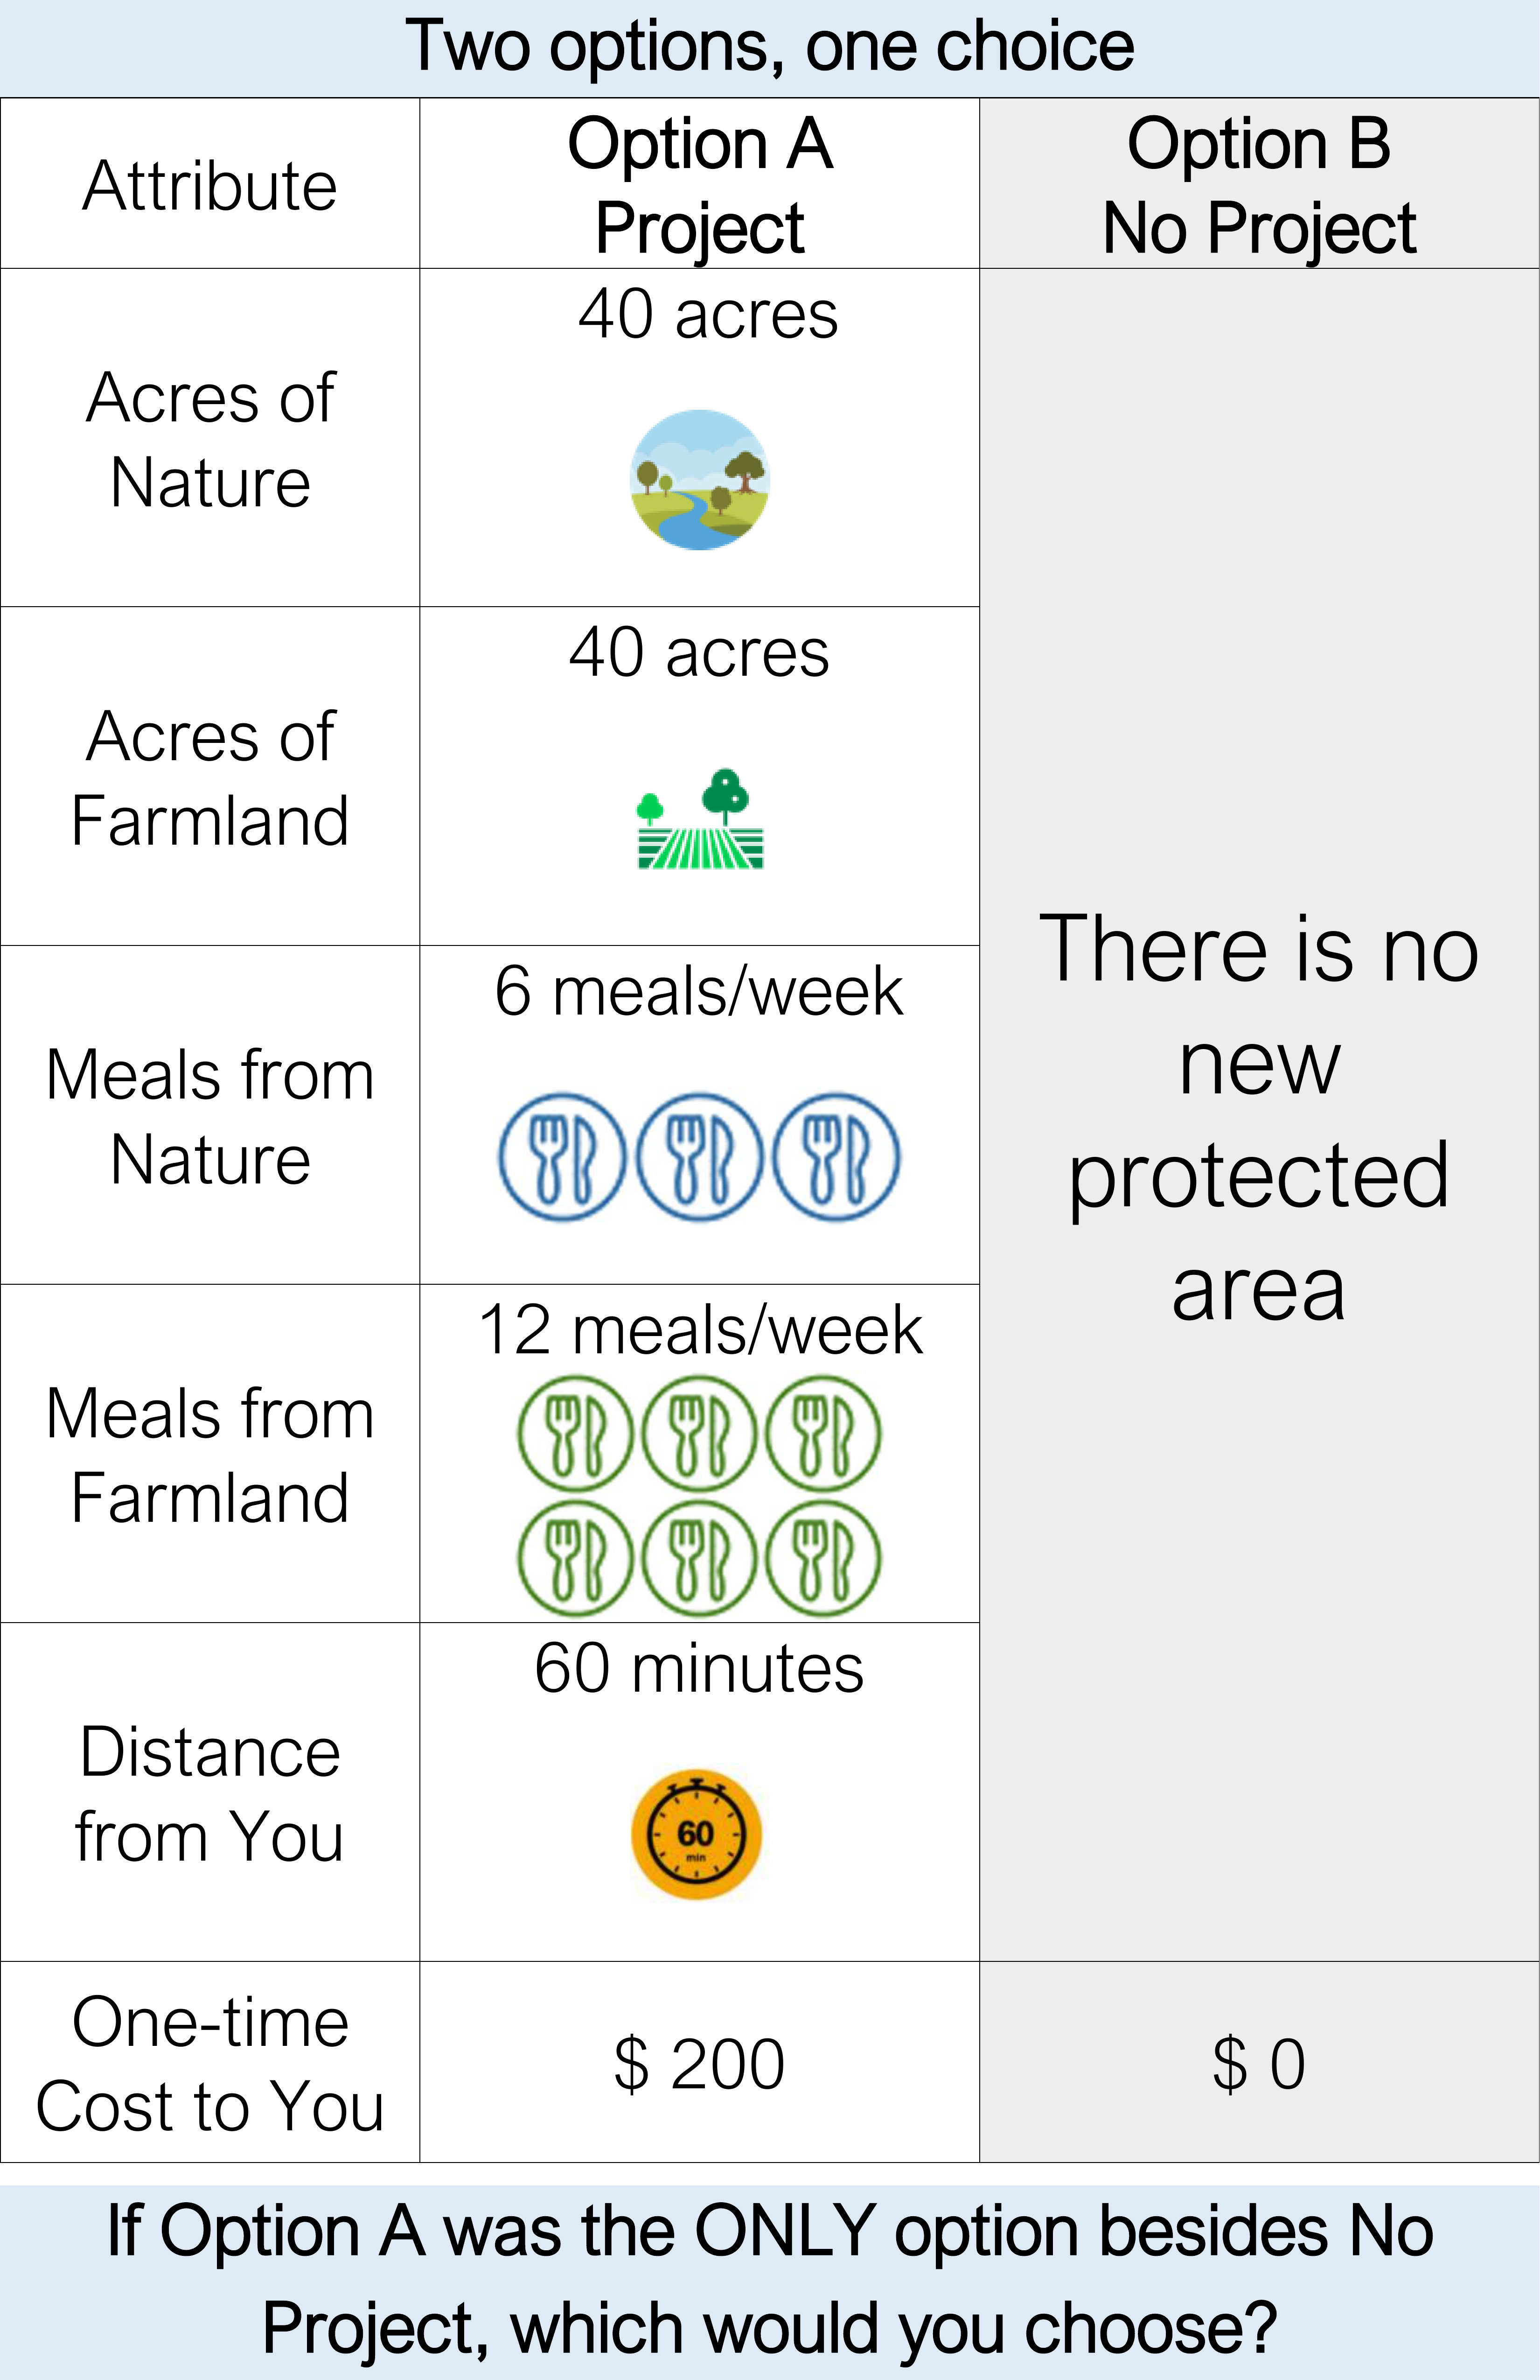 Two options, one choice
Attribute
Option A
Project
Option B
No Project
Acres of
Nature
40 acres
Acres of
Farmland
40 acres
Meals from
Nature
6 meals/week
Meals from
Farmland
12 meals/week
Distance
from You
60 minutes
60
min
There is no
new
protected
area
One-time
Cost to You
$ 200
$ 0
If Option A was the ONLY option besides No
Project, which would you choose?